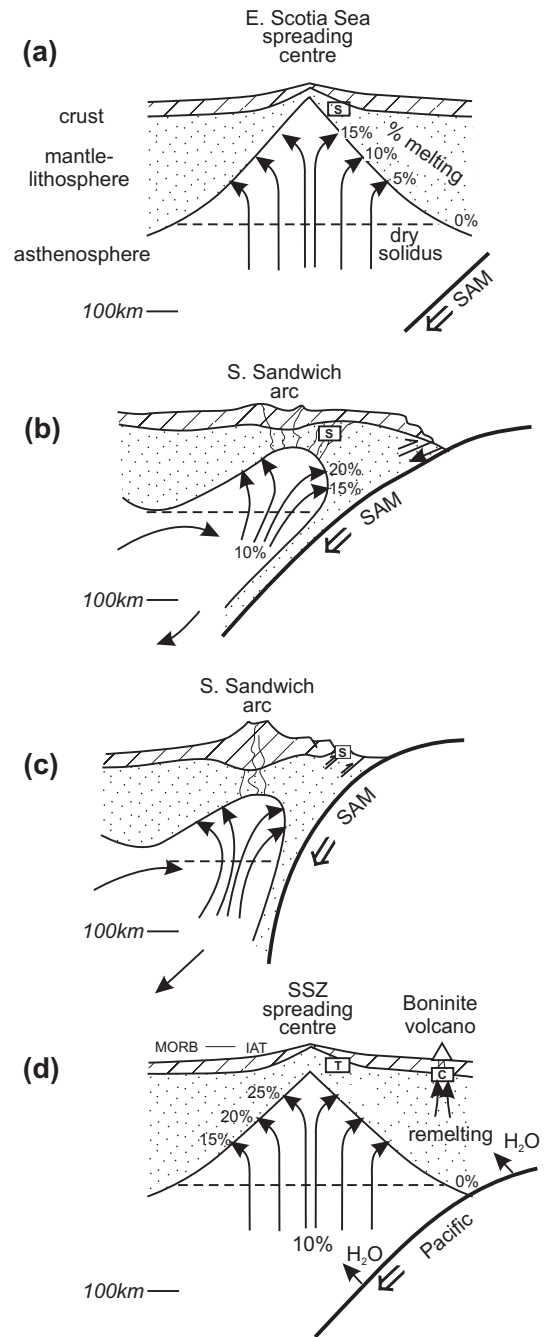 E. Scotia Sea
spreading
centre
(a)
crust
S
15%
% melting
mantle-
lithosphere
10%
5%
0%
dry
solidus
asthenosphere
SAM
100km
S. Sandwich
arc
(b)
S
20%
15%
SAM
10%
100km
S. Sandwich
arc
(c)
S
SAM
100km
SSZ
spreading
centre
Boninite
volcano
MORB — IAT
(d)
T
C
25%
20%
15%
remelting
H₂O
0%
10%
H₂O
Pacific
100km